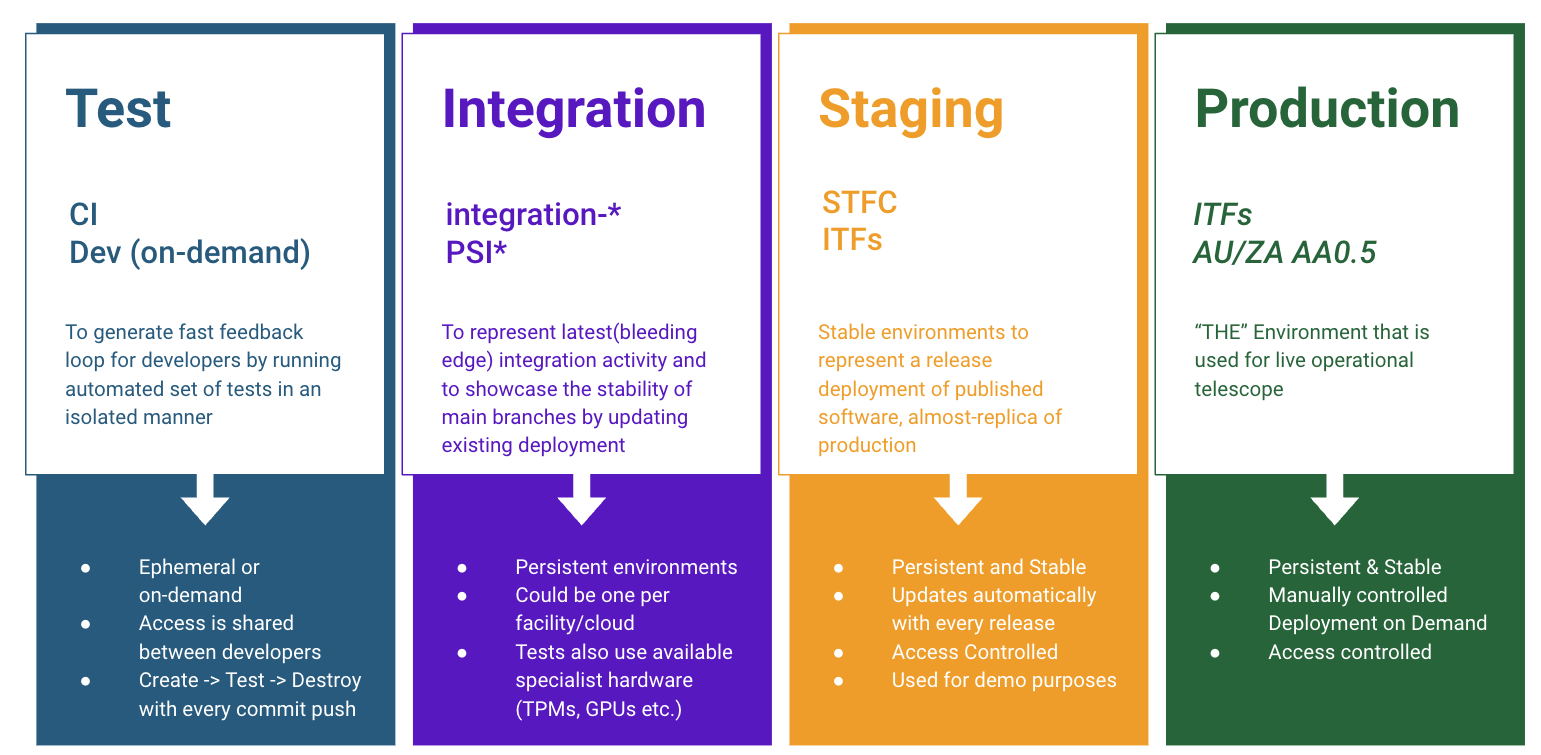 Test
CI
Dev (on-demand)
To generate fast feedback
loop for developers by running
automated set of tests in an
isolated manner
● Ephemeral or
on-demand
● Access is shared
between developers
● Create -> Test -> Destroy
with every commit push
Integration
integration-*
PSI*
To represent latest(bleeding
edge) integration activity and
to showcase the stability of
main branches by updating
existing deployment
● Persistent environments
● Could be one per
facility/cloud
● Tests also use available
specialist hardware
(TPMs, GPUs etc.)
Staging
STFC
ITFs
Stable environments to
represent a release
deployment of published
software, almost-replica of
production
● Persistent and Stable
● Updates automatically
with every release
● Access Controlled
● Used for demo purposes
Production
ITFs
AU/ZA AA0.5
“THE” Environment that is
used for live operational
telescope
● Persistent & Stable
● Manually controlled
Deployment on Demand
● Access controlled